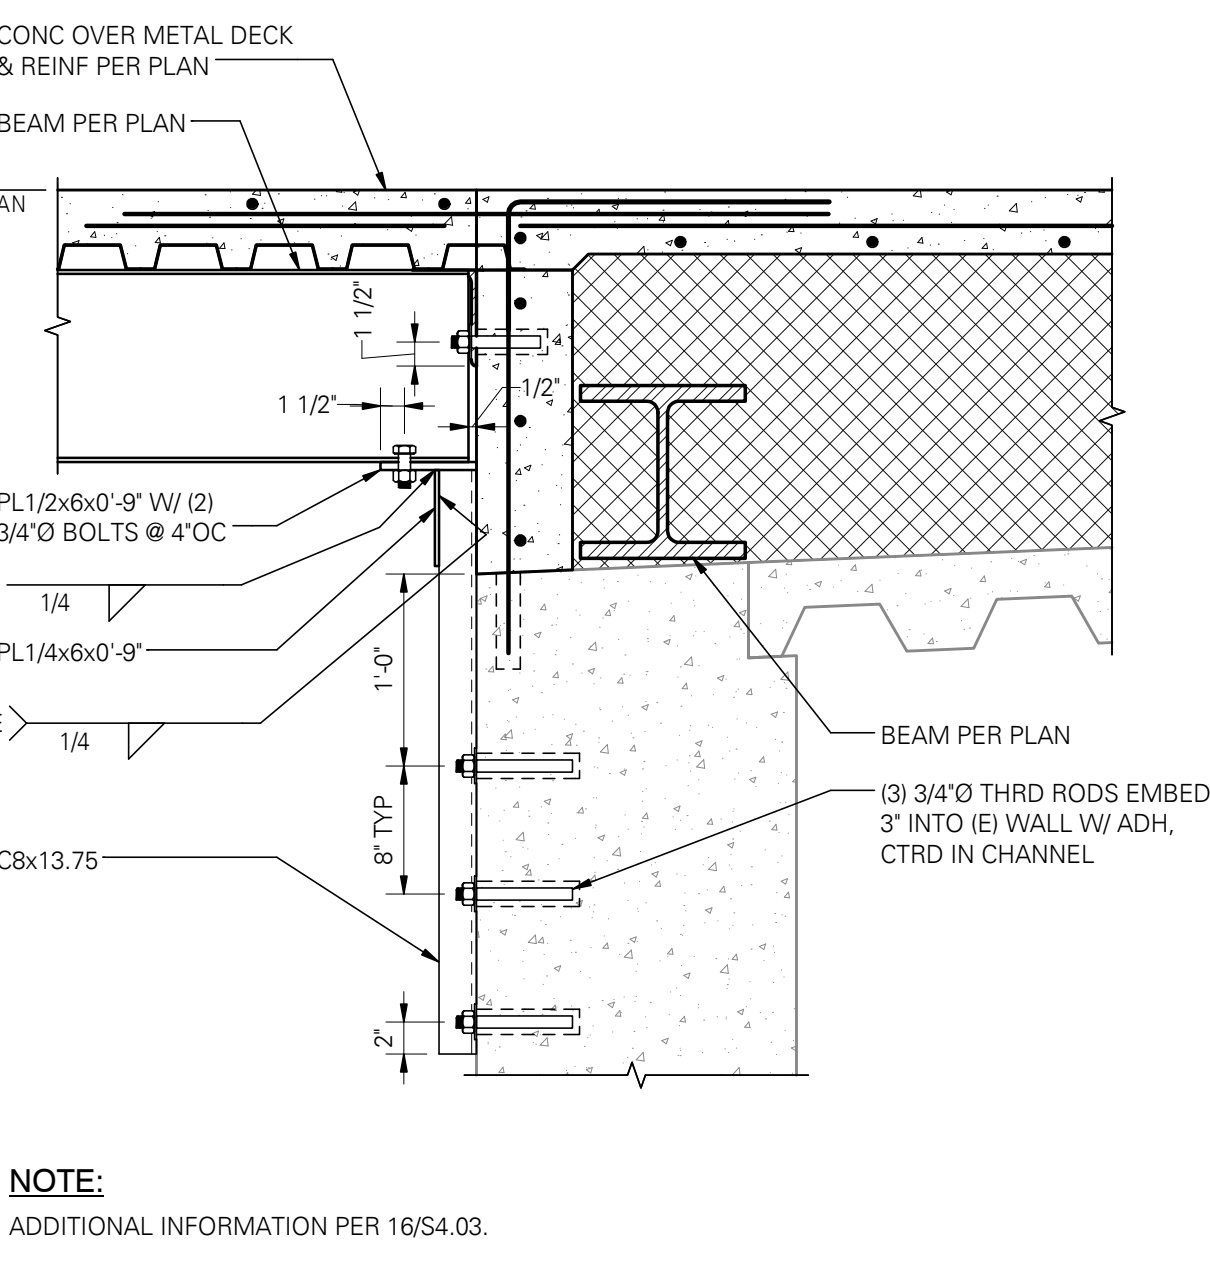 CONC OVER METAL DECK
& REINF PER PLAN
BEAM PER PLAN
AN
1 1/2"
1 1/2"
1/2"
PL1/2x6x0'-9" W/ (2)
3/4"Ø BOLTS @ 4"OC
1/4
PL1/4x6x0'-9"
1'-0"
1/4
BEAM PER PLAN
(3) 3/4"Ø THRD RODS EMBED
3" INTO (E) WALL W/ ADH,
CTRD IN CHANNEL
8" TYP
C8x13.75
2"
NOTE:
ADDITIONAL INFORMATION PER 16/S4.03.